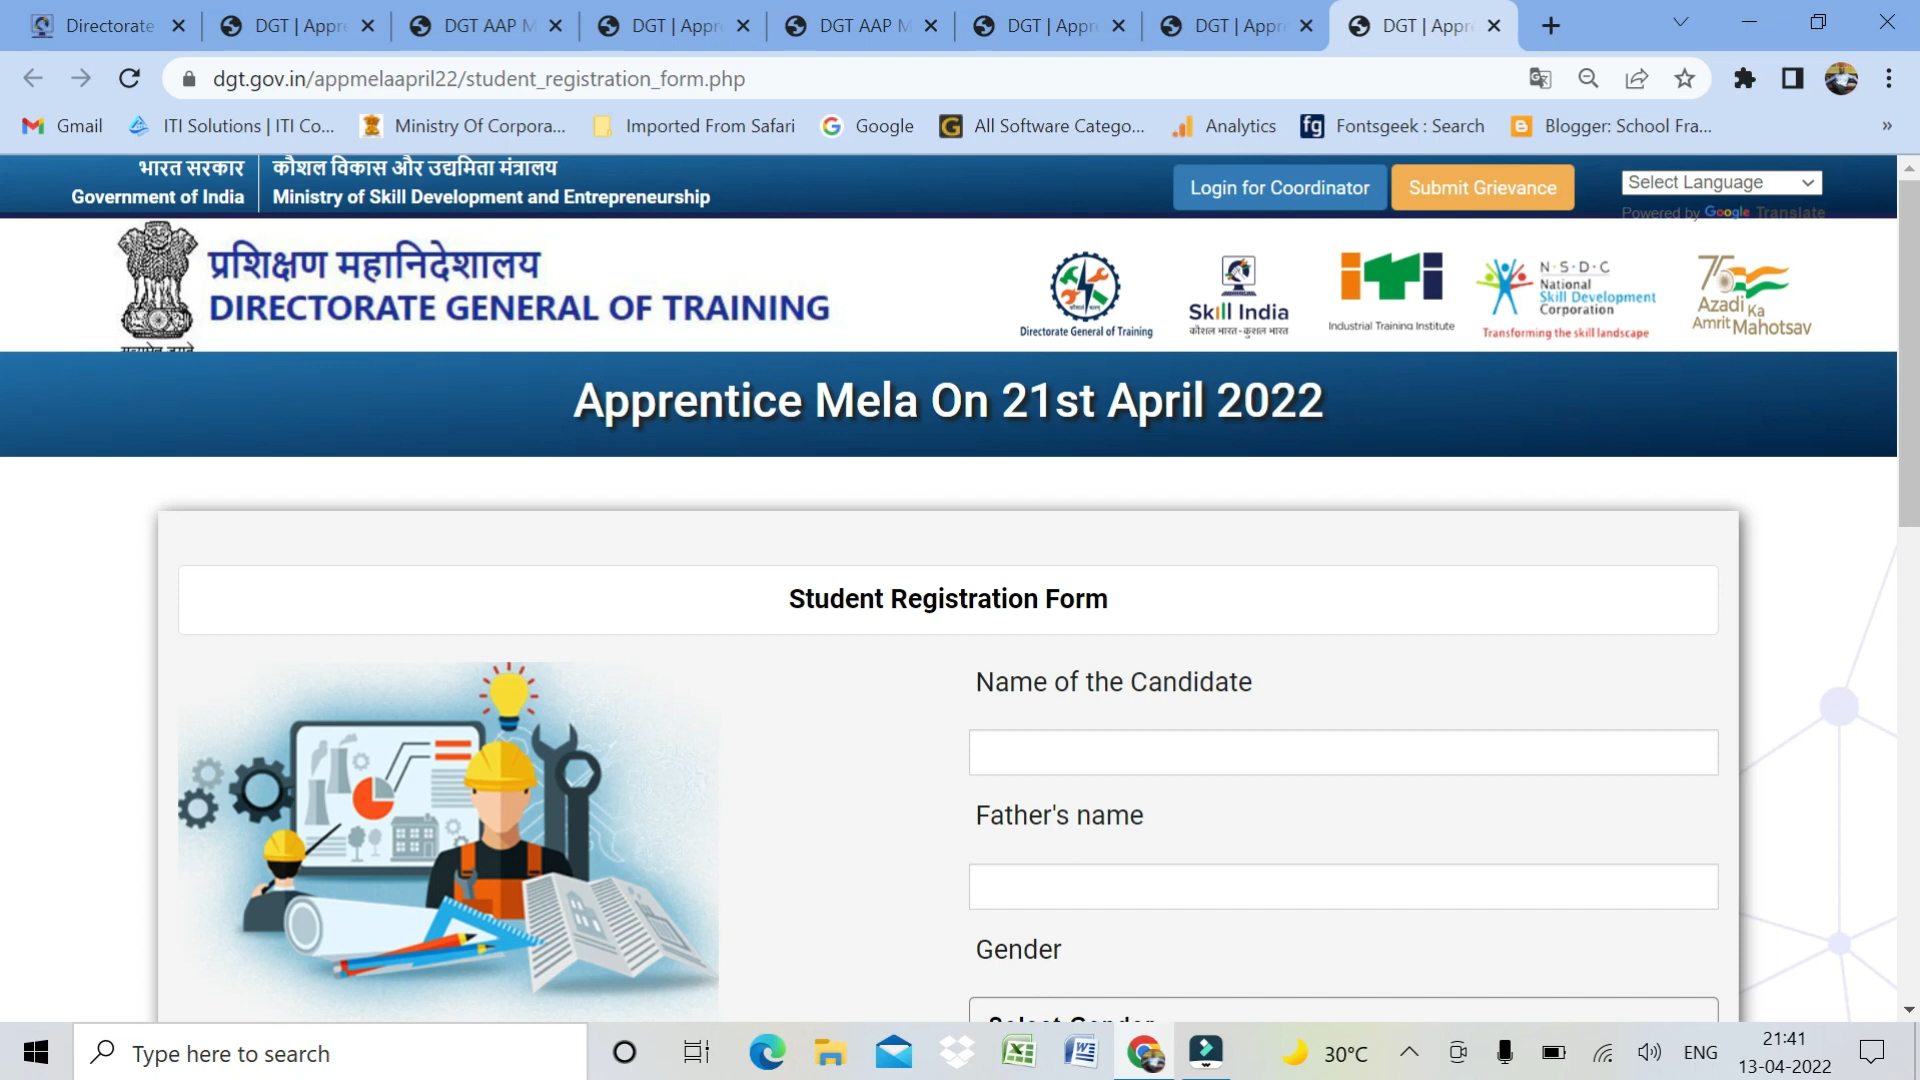 Directorate
DGT | Appr
DGT AAP M
DGT | Appr
DGT AAP M
DGT | Appr
DGT | Appr
DGT | Appr
dgt.gov.in/appmelaapril22/student_registration_form.php
Gmail
ITI Solutions | ITI Co...
Ministry Of Corpora...
Imported From Safari
Google
All Software Catego...
Analytics
fg Fontsgeek : Search
Blogger: School Fra...
»
भारत सरकार
कौशल विकास और उद्यमिता मंत्रालय
Government of India
Ministry of Skill Development and Entrepreneurship
Login for Coordinator
Submit Grievance
Select Language
Powered by Google Translate
प्रशिक्षण महानिदेशालय
DIRECTORATE GENERAL OF TRAINING
Directorate General of Training
Skill India
कौशल भारत - कुशल भारत
iti
Industrial Training Institute
N·S·D·C
National
Skill Development
Corporation
Transforming the skill landscape
75
Azadi Ka
Amrit Mahotsav
Apprentice Mela On 21st April 2022
Student Registration Form
Name of the Candidate
Father's name
Gender
Select Gender
Type here to search
30°C
ENG
21:41
13-04-2022